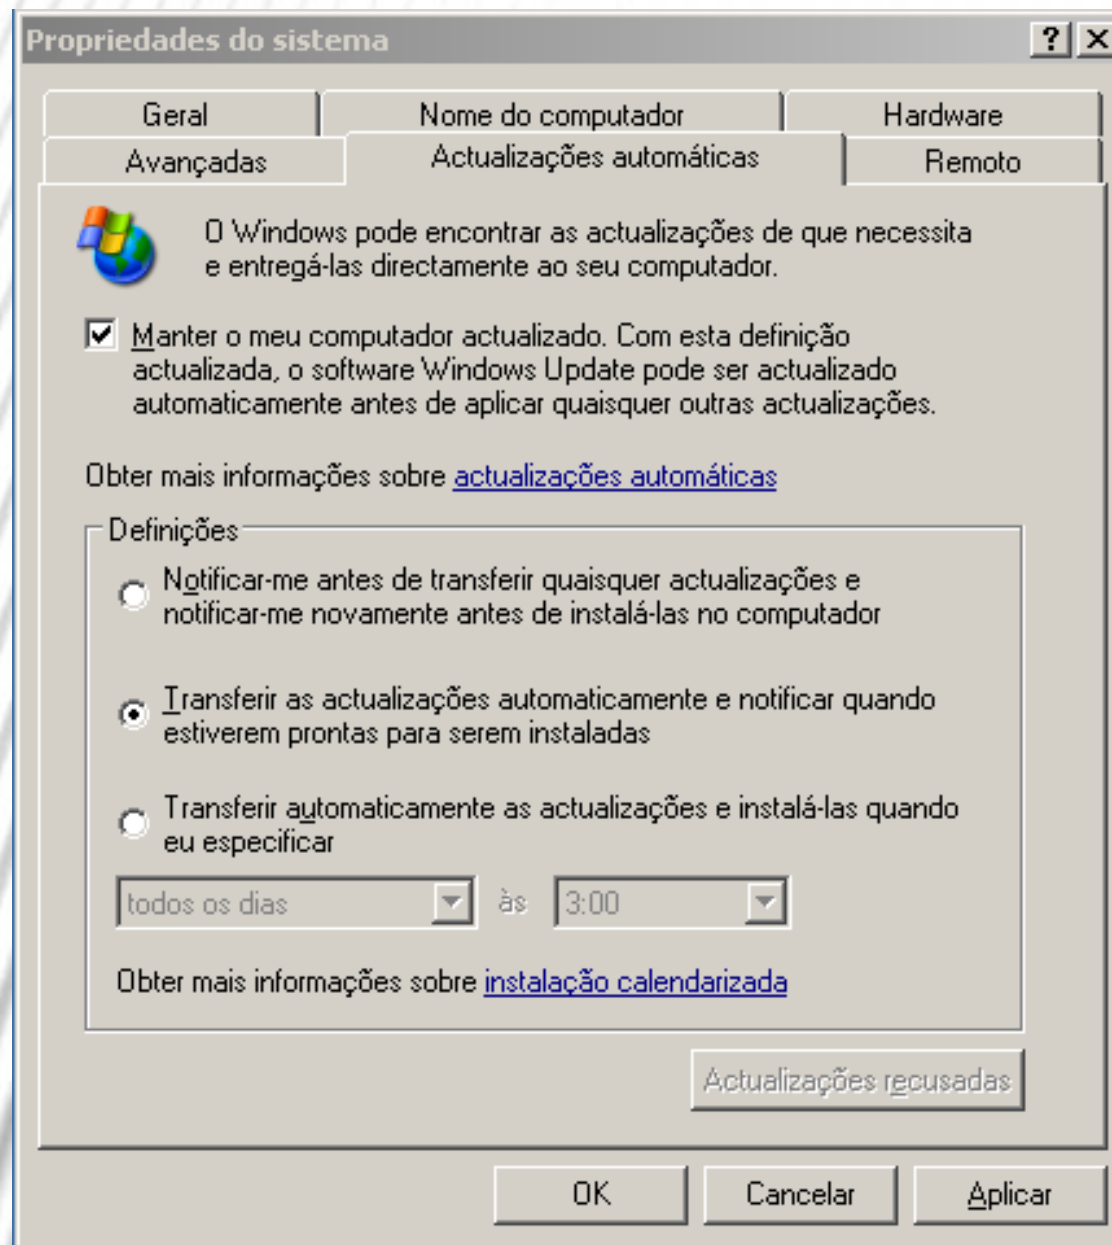 Propriedades do sistema
Geral
Nome do computador
Hardware
Avançadas
Actualizações automáticas
Remoto
O Windows pode encontrar as actualizações de que necessita
e entregá-las directamente ao seu computador.
Manter o meu computador actualizado. Com esta definição
actualizada, o software Windows Update pode ser actualizado
automaticamente antes de aplicar quaisquer outras actualizações.
Obter mais informações sobre actualizações automáticas
Definições
Notificar-me antes de transferir quaisquer actualizações e
notificar-me novamente antes de instalá-las no computador
Transferir as actualizações automaticamente e notificar quando
estiverem prontas para serem instaladas
Transferir automaticamente as actualizações e instalá-las quando
eu especificar
todos os dias às 3:00
Obter mais informações sobre instalação calendarizada
Actualizações recusadas
OK
Cancelar
Aplicar